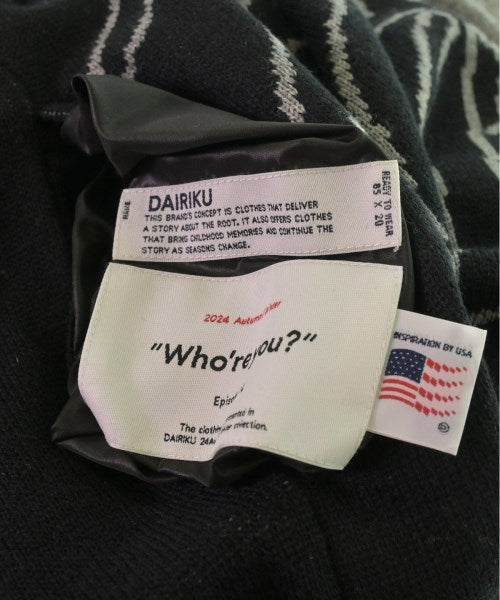 DAIRIKU
THIS BRAND'S CONCEPT IS CLOTHES THAT DELIVER
A STORY ABOUT THE ROOT. IT ALSO OFFERS CLOTHES
THAT BRING CHILDHOOD MEMORIES AND CONTINUE THE
STORY AS SEASONS CHANGE.
READY TO WEAR
85 X 20
2024 Autumn/Winter
"Who're you?"
The
DAIRIKU
INSPIRATION BY USA